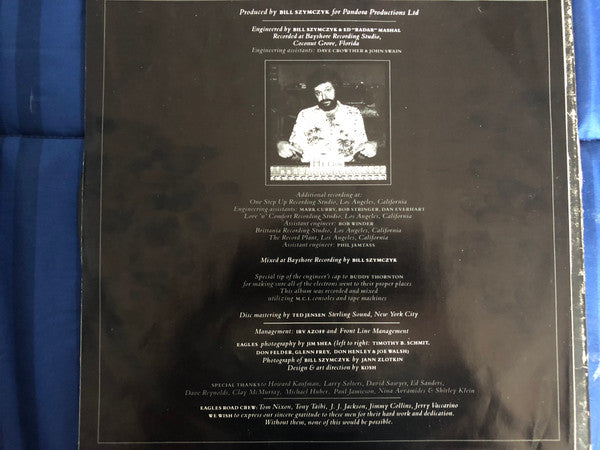 Produced by BILL SZYMCZYK for Pandora Productions Ltd
Engineered by BILL SZYMCZYK & ED "RADAR" MASHAL
Recorded at Bayshore Recording Studio,
Coconut Grove, Florida
Engineering assistants: DAVE CROWTHER & JOHN SWAIN
Additional recording at:
One Step Up Recording Studio, Los Angeles, California
Engineering assistants: MARK CURRY, BOB STRINGER, DAN EVERHART
Love 'n' Comfort Recording Studio, Los Angeles, California
Assistant engineer: BOB WINDER
Brittania Recording Studio, Los Angeles, California
The Record Plant, Los Angeles, California
Assistant engineer: PHIL JAMTAAS
Mixed at Bayshore Recording by BILL SZYMCZYK
Special tip of the engineer's cap to BUDDY THORNTON
for making sure all of the electrons went to their proper places
This album was recorded and mixed
utilizing M.C.I. consoles and tape machines
Disc mastering by TED JENSEN Sterling Sound, New York City
Management: IRV AZOFF and Front Line Management
EAGLES photography by JIM SHEA (left to right: TIMOTHY B. SCHMIT,
DON FELDER, GLENN FREY, DON HENLEY & JOE WALSH)
Photograph of BILL SZYMCZYK by JANN ZLOTKIN
Design & art direction by KOSH
SPECIAL THANKS to Howard Kaufman, Larry Solters, David Sawyer, Ed Sanders,
Dave Reynolds, Clay McMurray, Michael Huber, Paul Jamieson, Nina Avramides & Shirley Klein
EAGLES ROAD CREW: Tom Nixon, Tony Taibi, J. J. Jackson, Jimmy Collins, Jerry Vaccarino
WE WISH to express our sincere gratitude to these men for their hard work and dedication.
Without them, none of this would be possible.